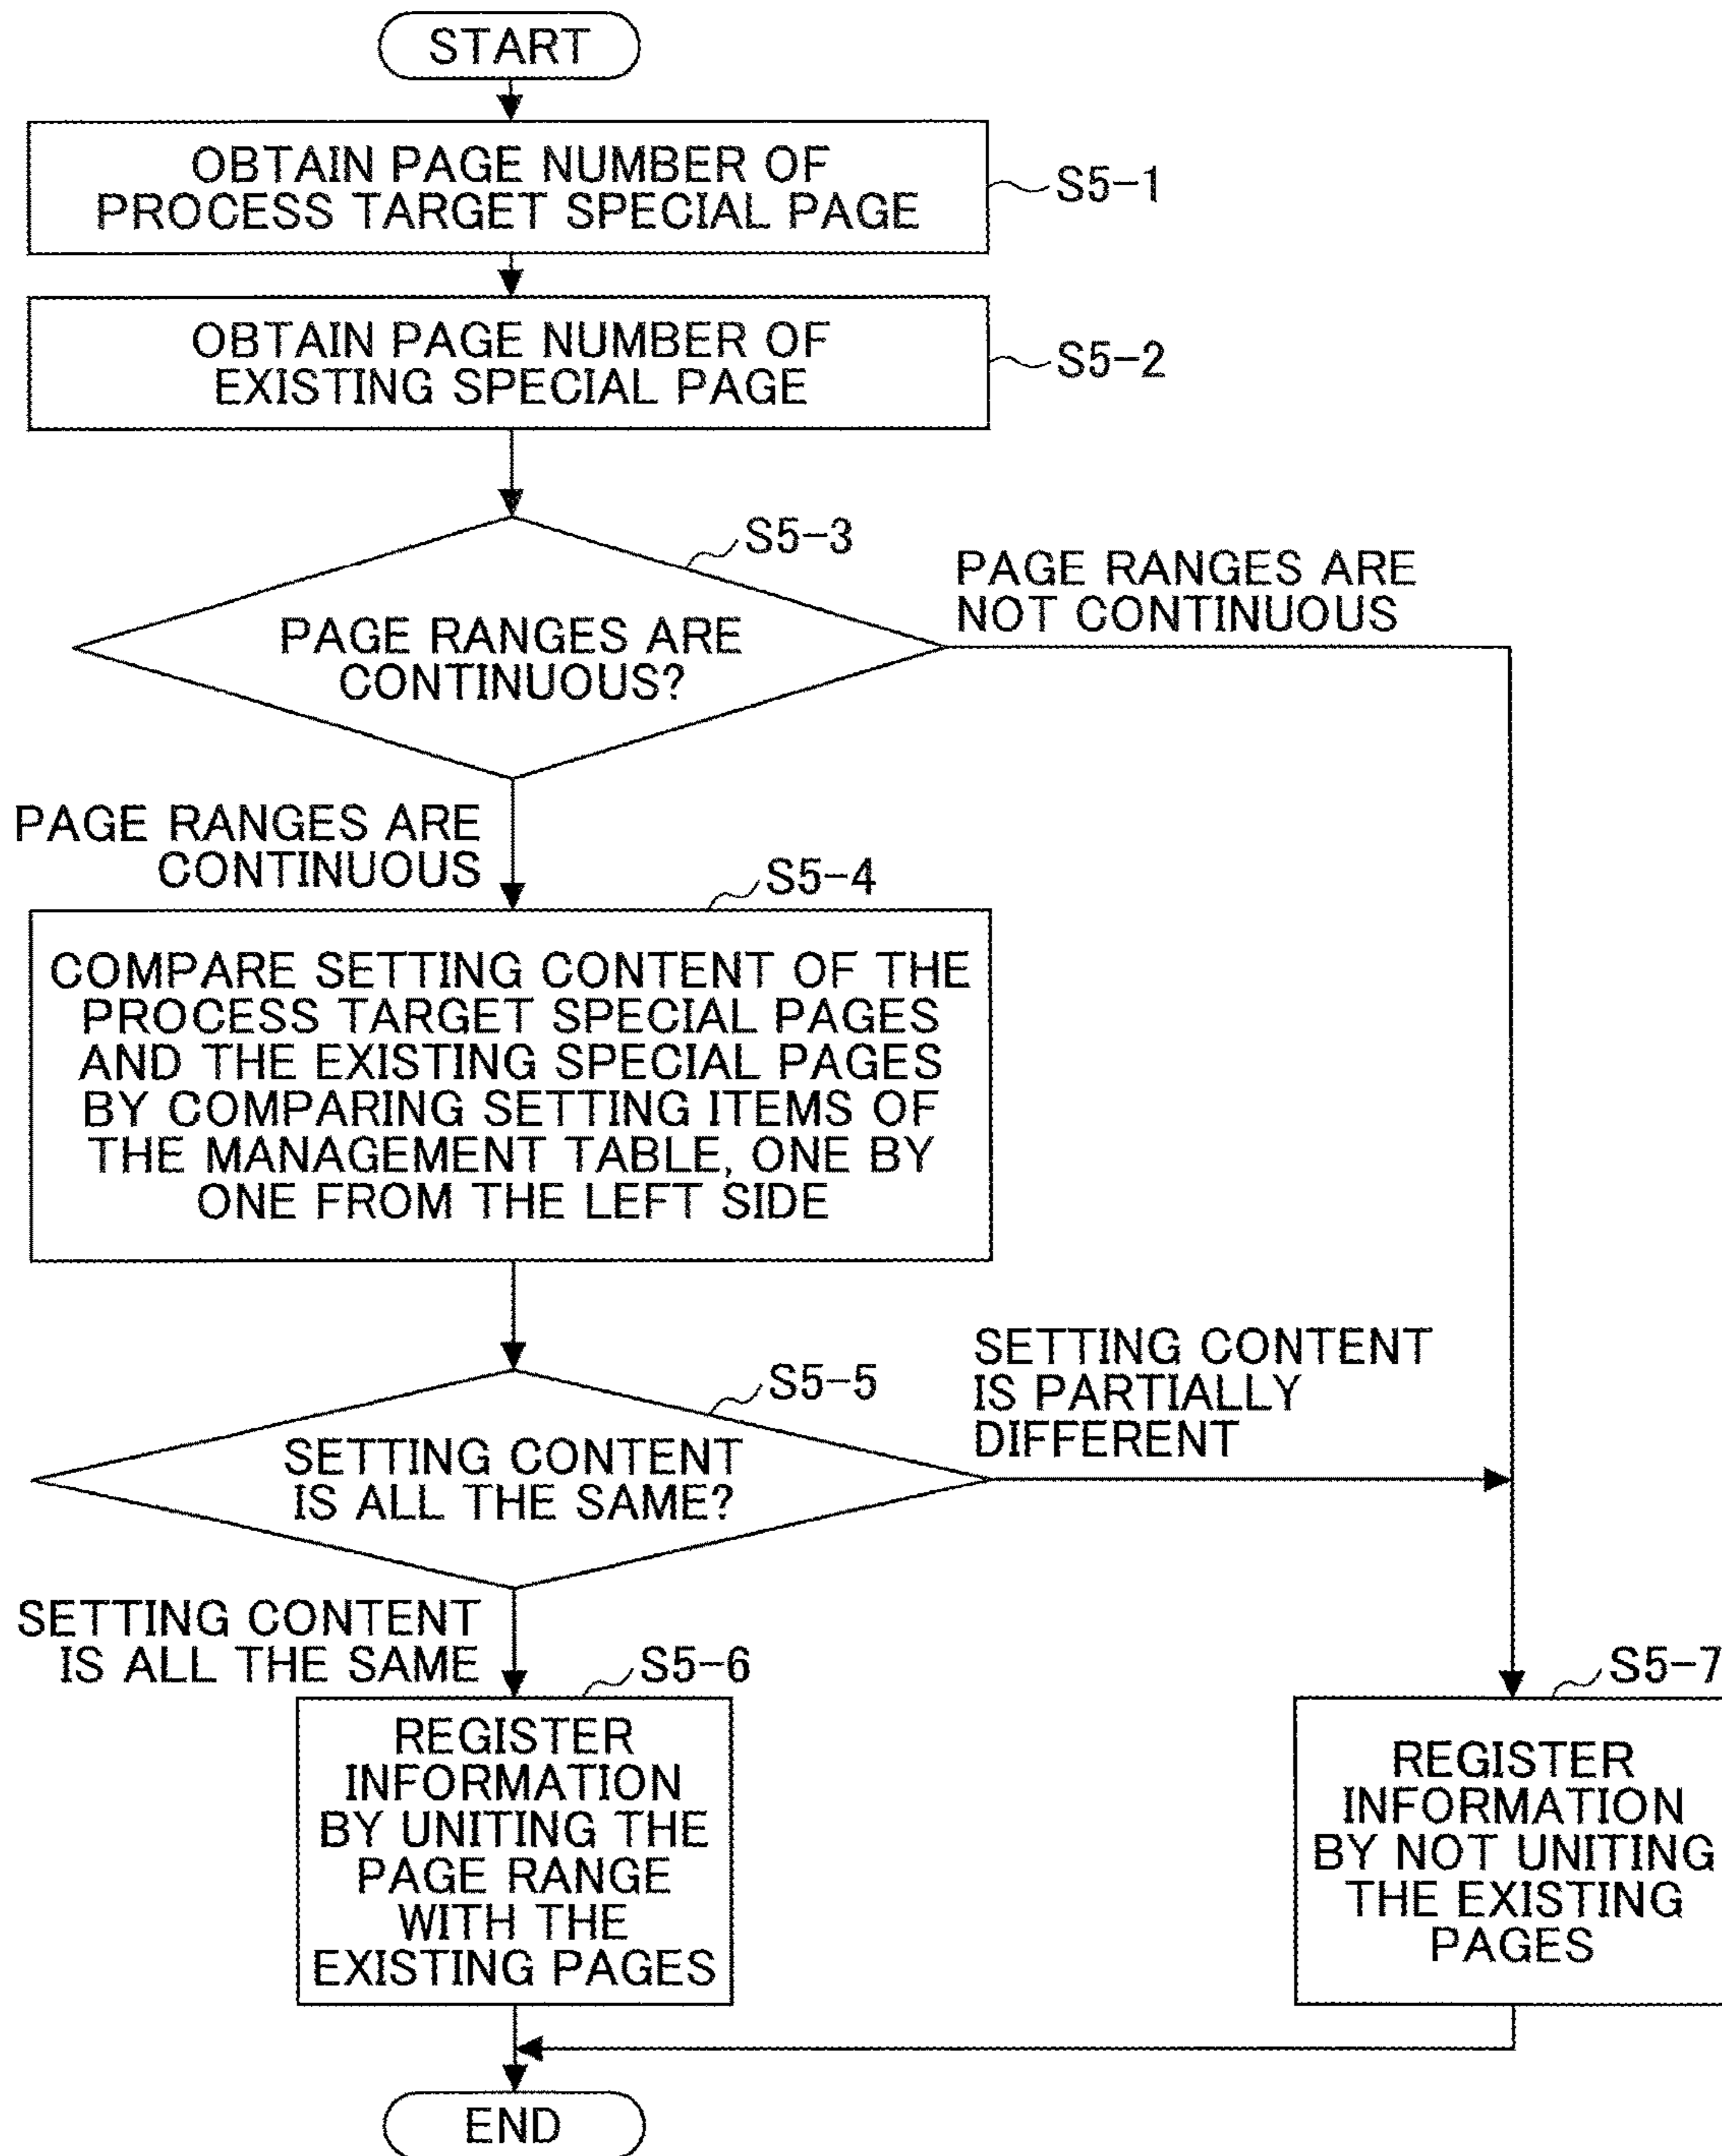 START
OBTAIN PAGE NUMBER OF
PROCESS TARGET SPECIAL PAGE
S5-1
OBTAIN PAGE NUMBER OF
EXISTING SPECIAL PAGE
S5-2
S5-3
PAGE RANGES ARE
CONTINUOUS?
PAGE RANGES ARE
NOT CONTINUOUS
PAGE RANGES ARE
CONTINUOUS
S5-4
COMPARE SETTING CONTENT OF THE
PROCESS TARGET SPECIAL PAGES
AND THE EXISTING SPECIAL PAGES
BY COMPARING SETTING ITEMS OF
THE MANAGEMENT TABLE, ONE BY
ONE FROM THE LEFT SIDE
S5-5
SETTING CONTENT
IS ALL THE SAME?
SETTING CONTENT
IS PARTIALLY
DIFFERENT
SETTING CONTENT
IS ALL THE SAME
S5-6
REGISTER
INFORMATION
BY UNITING THE
PAGE RANGE
WITH THE
EXISTING PAGES
S5-7
REGISTER
INFORMATION
BY NOT UNITING
THE EXISTING
PAGES
END